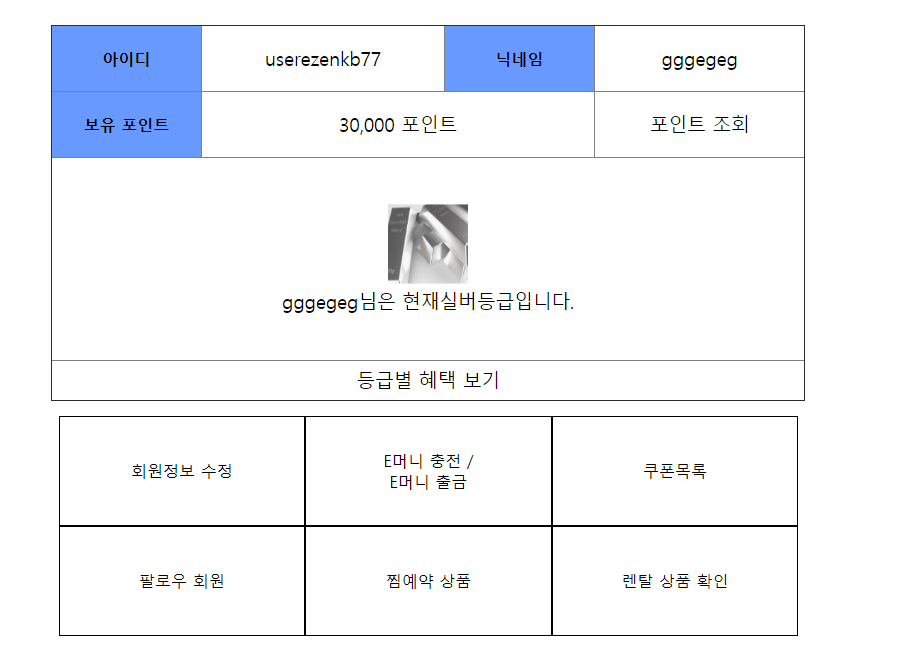 아이디 userezenkb77 닉네임 gggegeg
보유 포인트 30,000 포인트 포인트 조회
gggegeg님은 현재실버등급입니다.
등급별 혜택 보기
회원정보 수정
E머니 충전 /
E머니 출금
쿠폰목록
팔로우 회원
찜예약 상품
렌탈 상품 확인